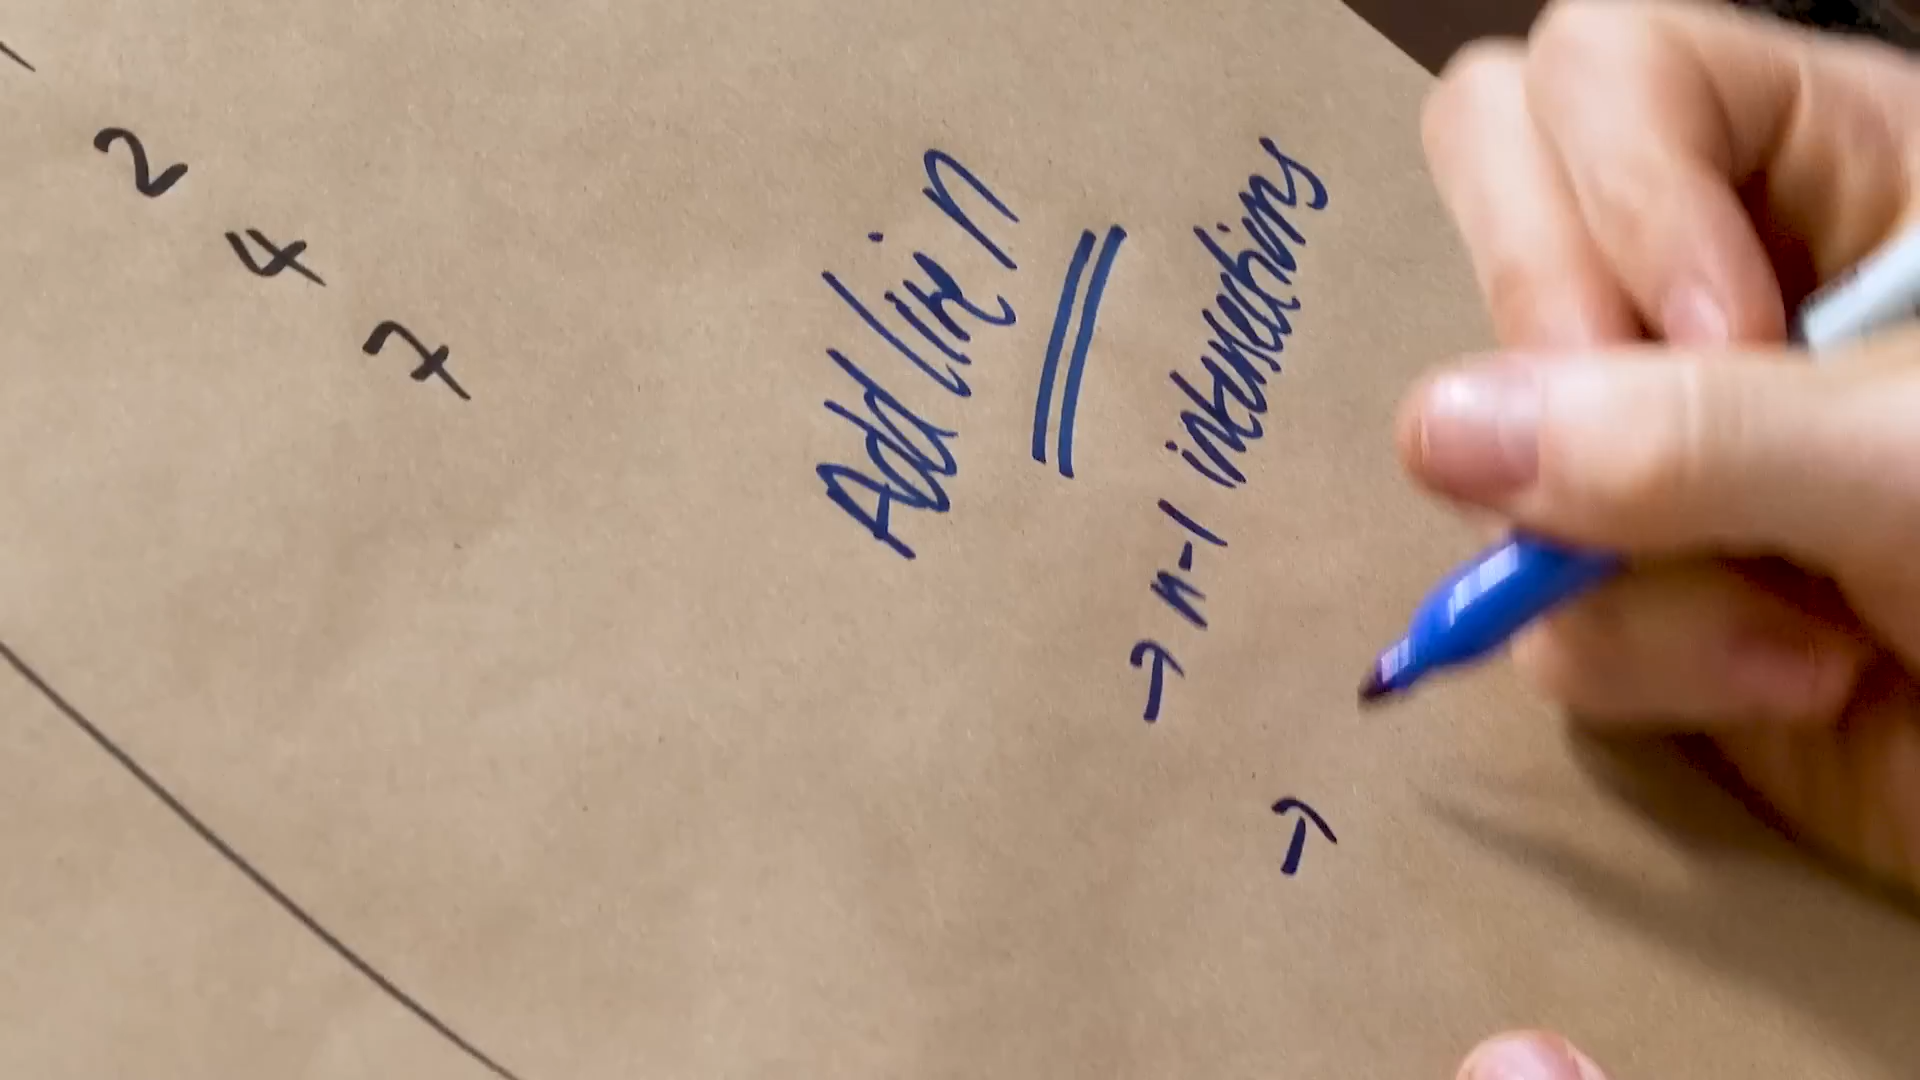 2
4
7
Add line n
→ n-1 intersections
→